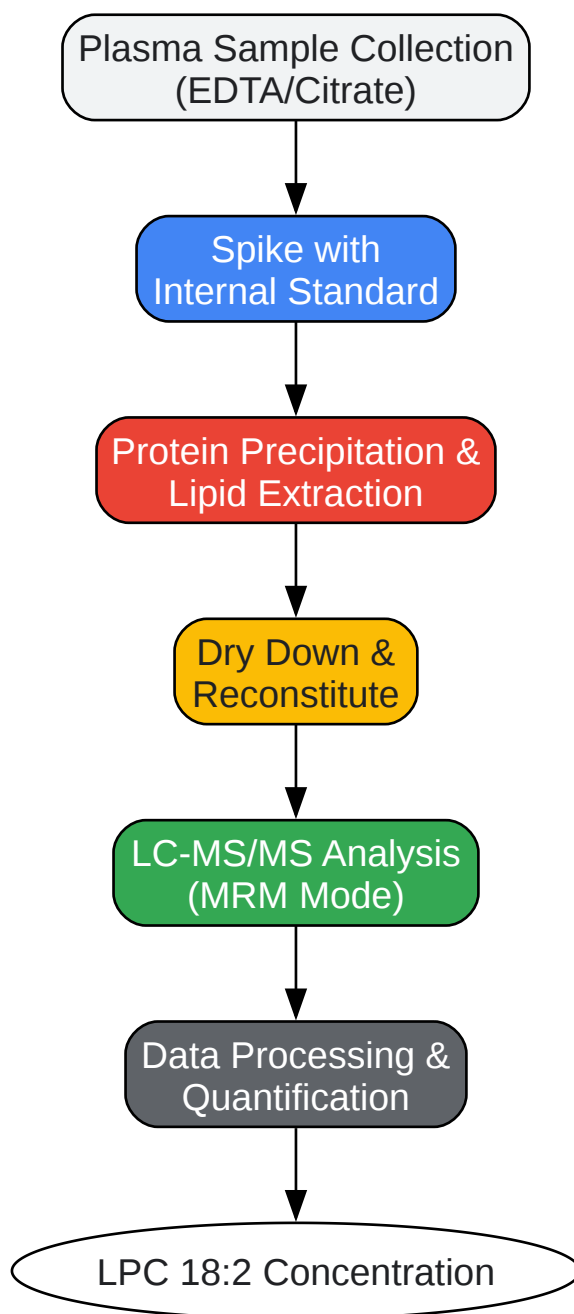 Plasma Sample Collection
(EDTA/Citrate)
Spike with
Internal Standard
Protein Precipitation &
Lipid Extraction
Dry Down &
Reconstitute
LC-MS/MS Analysis
(MRM Mode)
Data Processing &
Quantification
LPC 18:2 Concentration